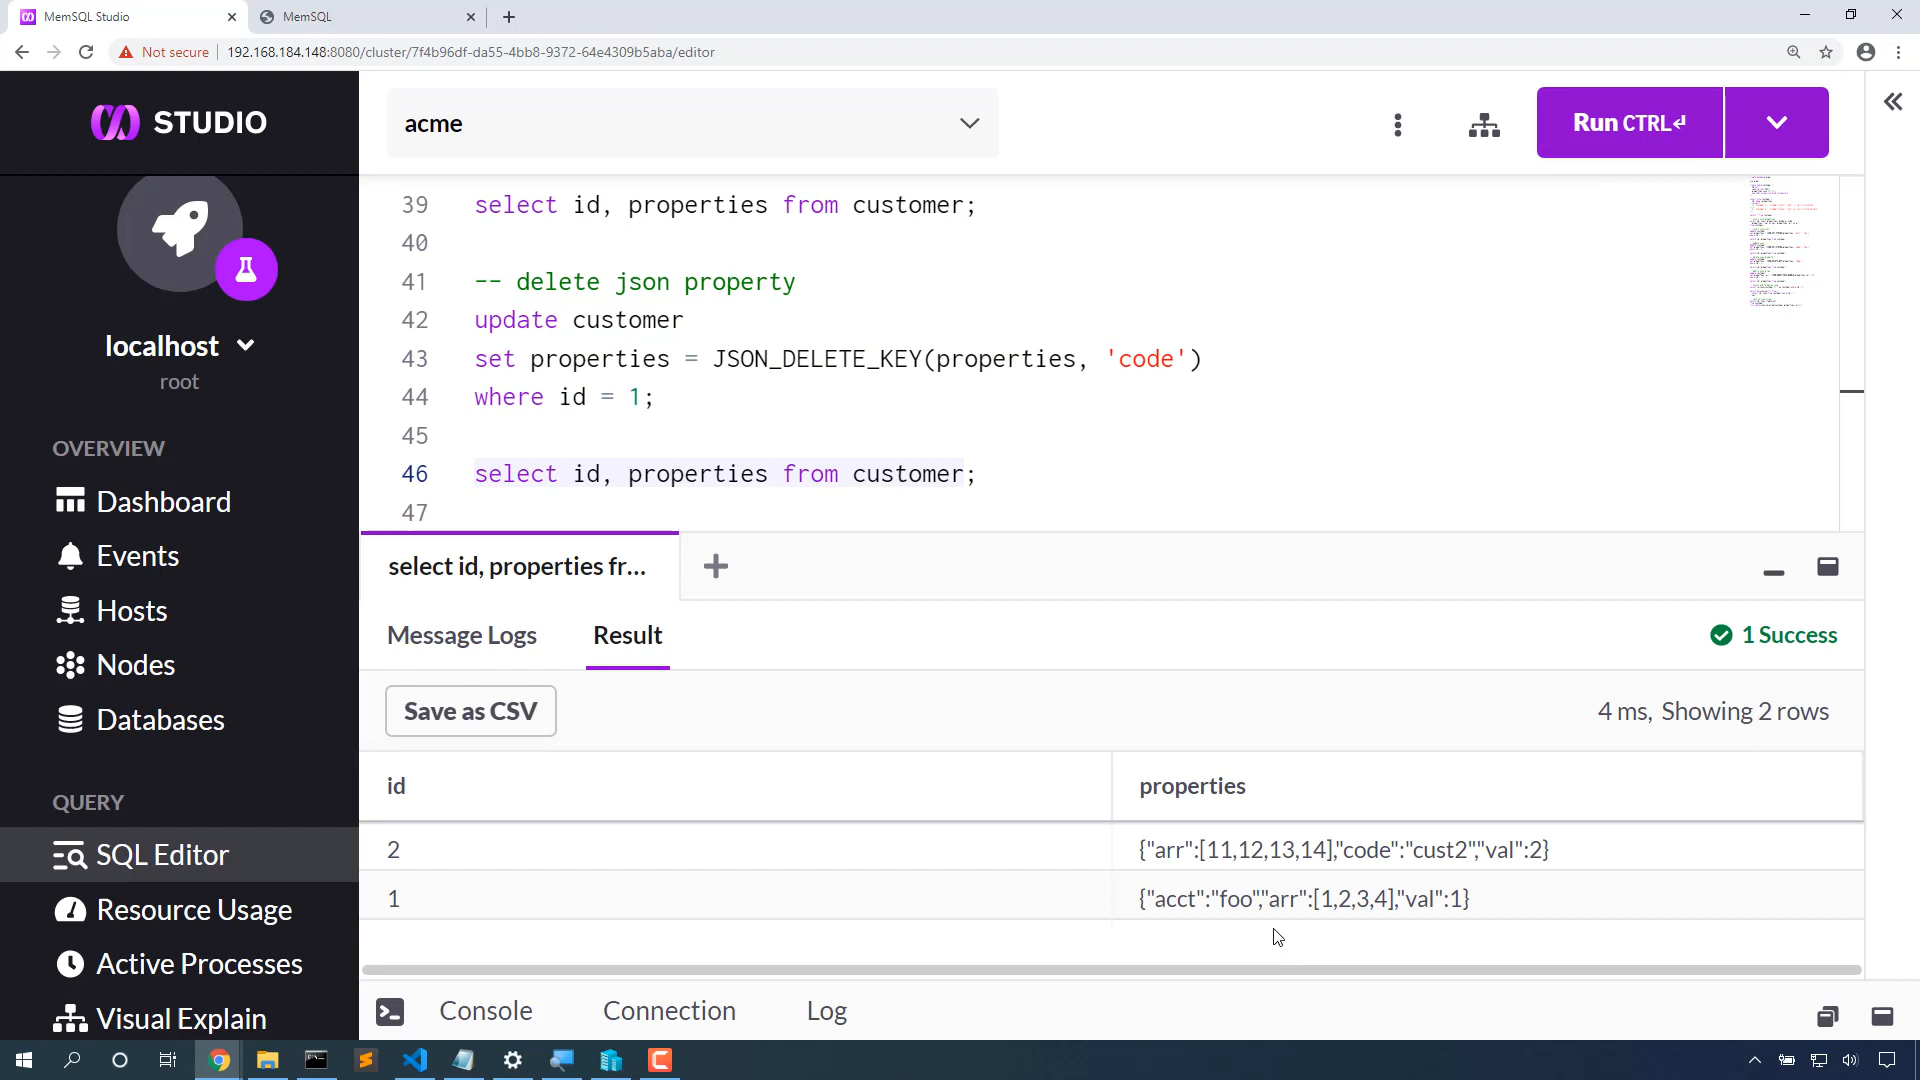 MemSQL Studio
MemSQL
Not secure
192.168.184.148:8080/cluster/7f4b96df-da55-4bb8-9372-64e4309b5aba/editor
STUDIO
localhost
root
OVERVIEW
Dashboard
Events
Hosts
Nodes
Databases
QUERY
SQL Editor
Resource Usage
Active Processes
Visual Explain
acme
Run CTRL⏎
39 select id, properties from customer;
40
41 -- delete json property
42 update customer
43 set properties = JSON_DELETE_KEY(properties, 'code')
44 where id = 1;
45
46 select id, properties from customer;
47
select id, properties fr...
Message Logs
Result
1 Success
Save as CSV
4 ms, Showing 2 rows
id properties
2 {"arr":[11,12,13,14],"code":"cust2","val":2}
1 {"acct":"foo","arr":[1,2,3,4],"val":1}
Console
Connection
Log